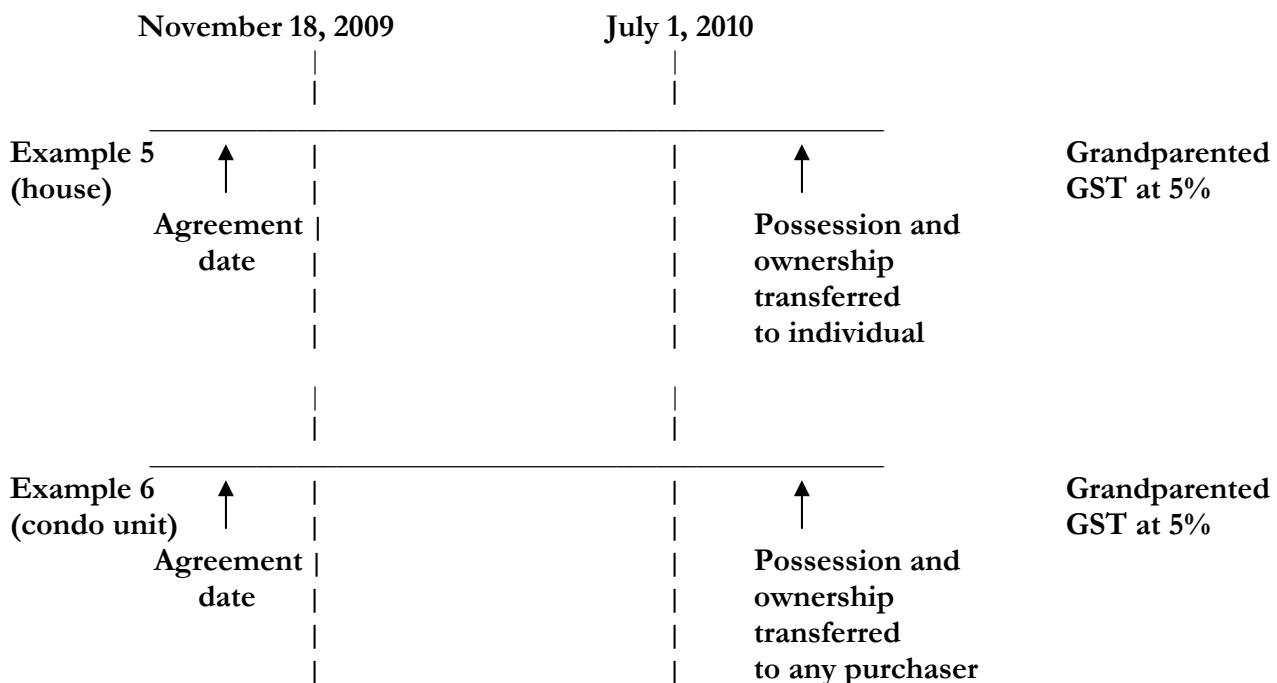 November 18, 2009 July 1, 2010
Example 5 Grandparented
(house) GST at 5%
Agreement Possession and
date ownership
transferred
to individual
Example 6 Grandparented
(condo unit) GST at 5%
Agreement Possession and
date ownership
transferred
to any purchaser